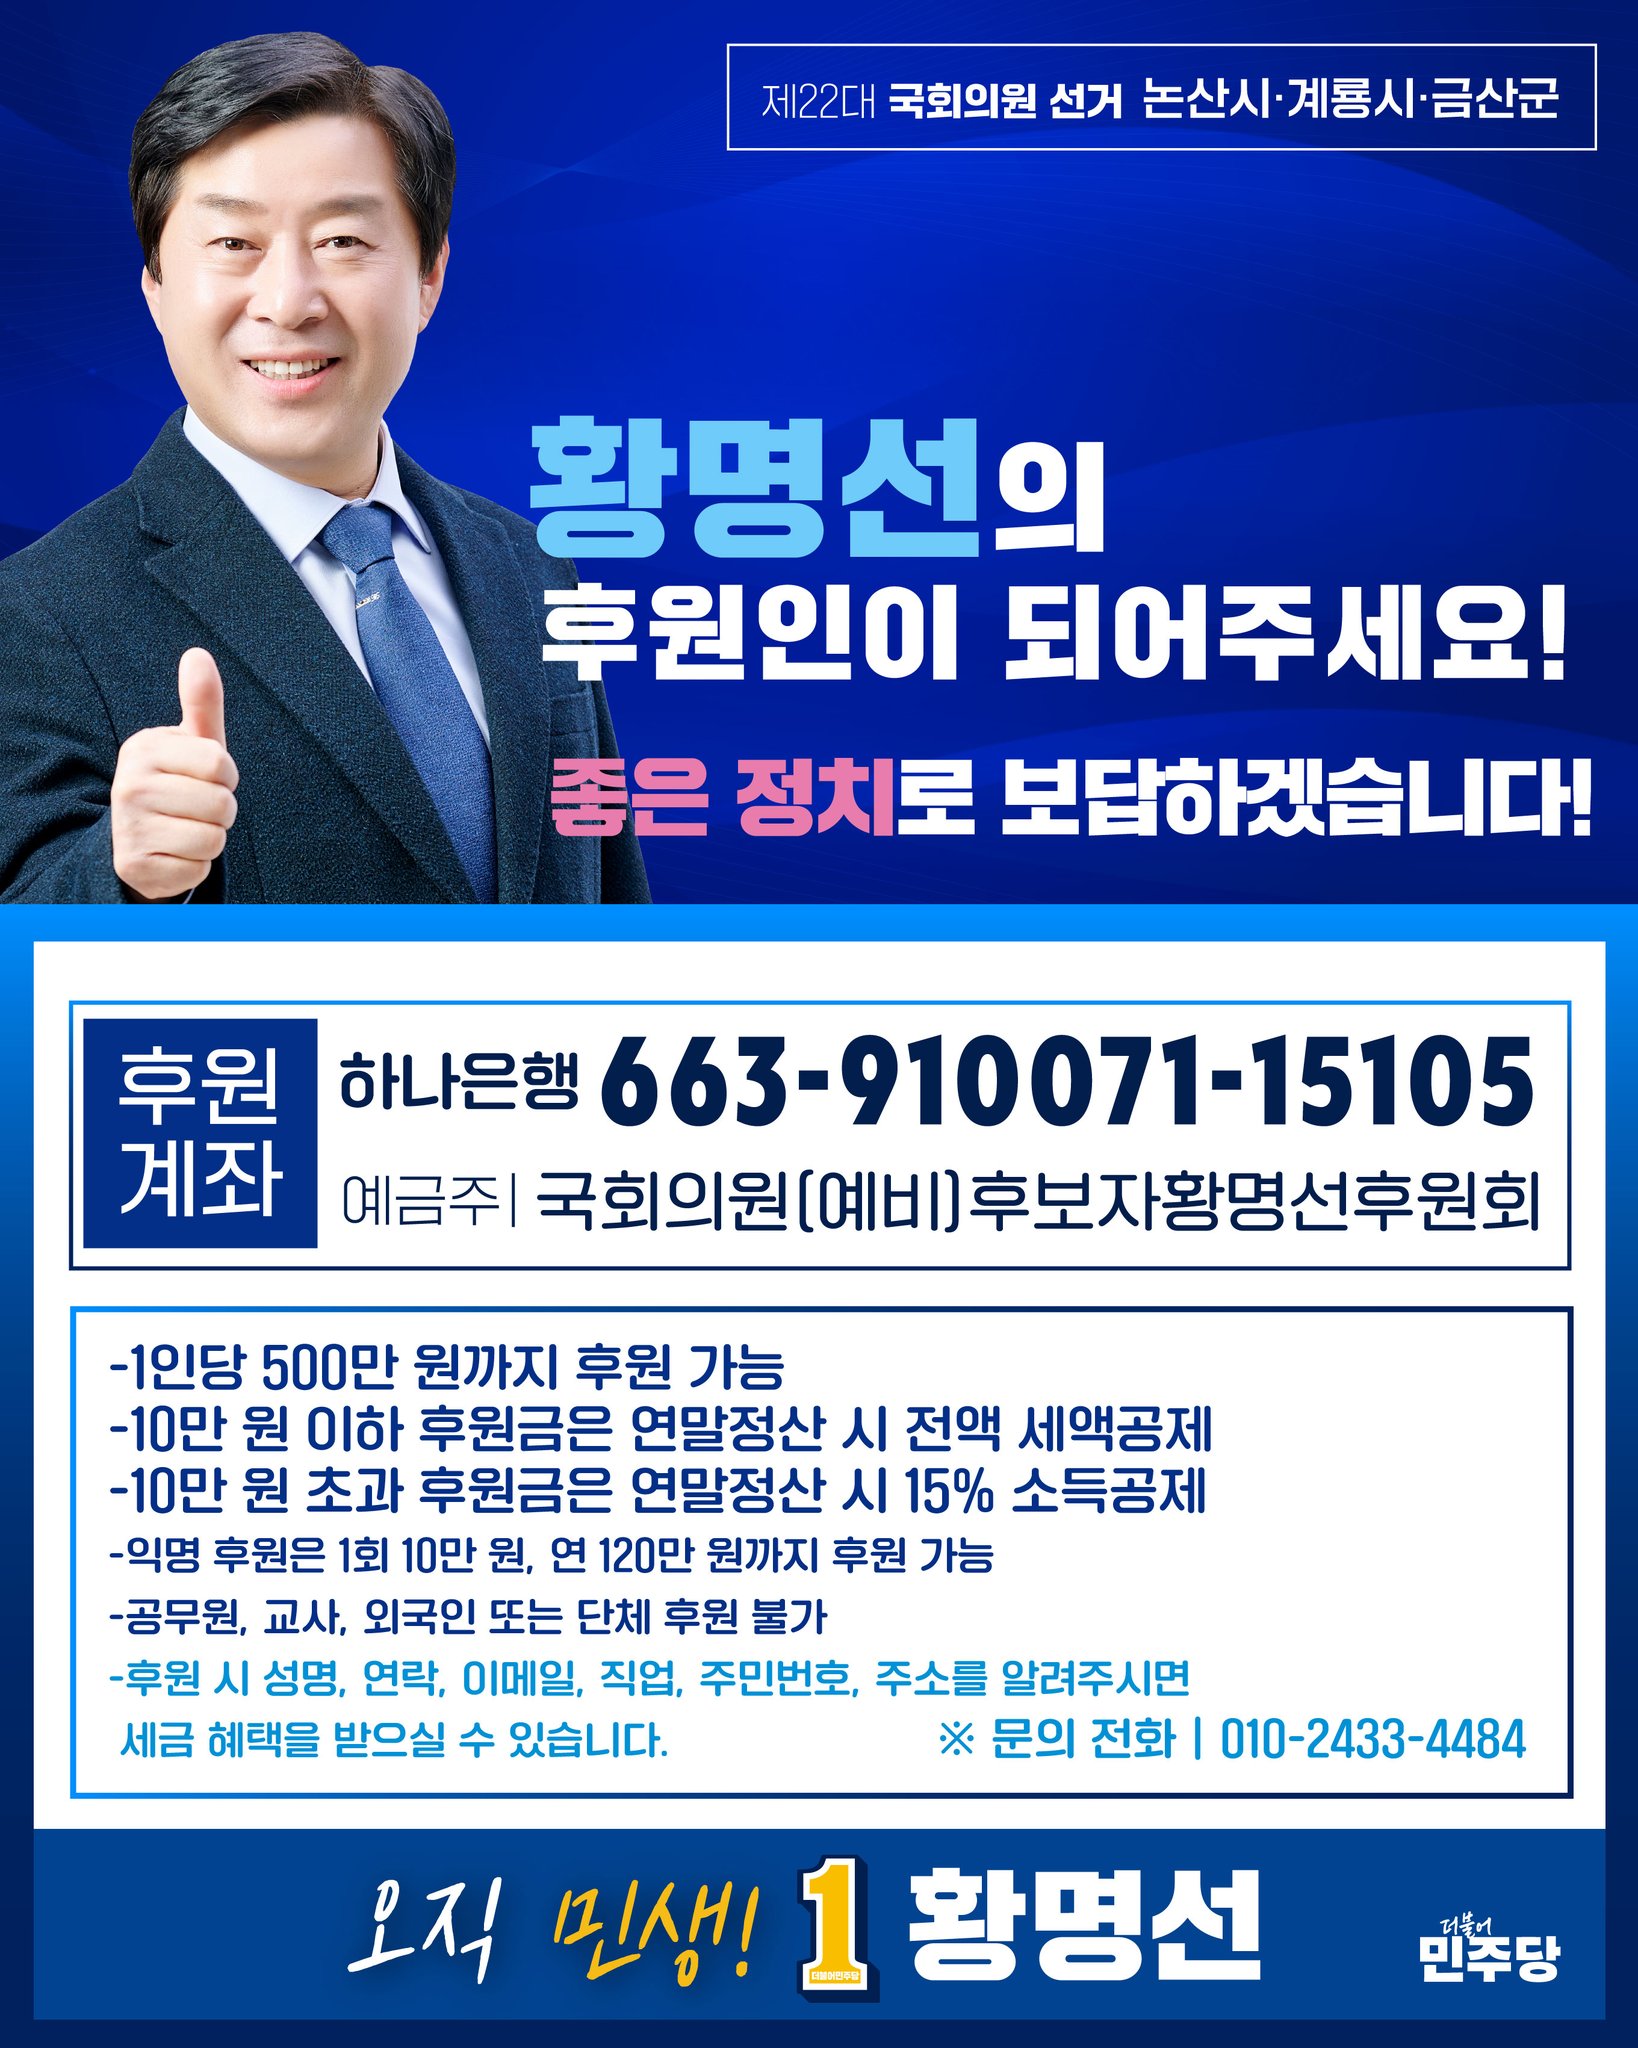 제22대 국회의원 선거 논산시·계룡시·금산군
황명선의
후원인이 되어주세요!
좋은 정치로 보답하겠습니다!
후원
계좌
하나은행 663-910071-15105
예금주 | 국회의원(예비)후보자황명선후원회
-1인당 500만 원까지 후원 가능
-10만 원 이하 후원금은 연말정산 시 전액 세액공제
-10만 원 초과 후원금은 연말정산 시 15% 소득공제
-익명 후원은 1회 10만 원, 연 120만 원까지 후원 가능
-공무원, 교사, 외국인 또는 단체 후원 불가
-후원 시 성명, 연락, 이메일, 직업, 주민번호, 주소를 알려주시면
세금 혜택을 받으실 수 있습니다.
※ 문의 전화 | 010-2433-4484
오직 민생! 1 황명선
더불어민주당
더불어
민주당